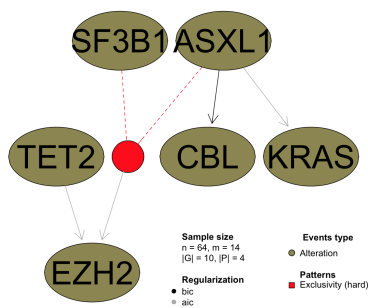 SF3B1 ASXL1
TET2 CBL KRAS
EZH2
Sample size
n = 64, m = 14
|G| = 10, |P| = 4
Regularization
bic
aic
Events type
Alteration
Patterns
Exclusivity (hard)